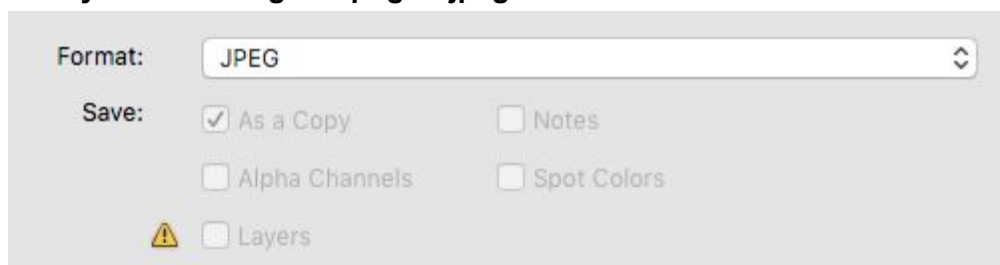 Format: JPEG
Save: As a Copy Notes
Alpha Channels Spot Colors
Layers